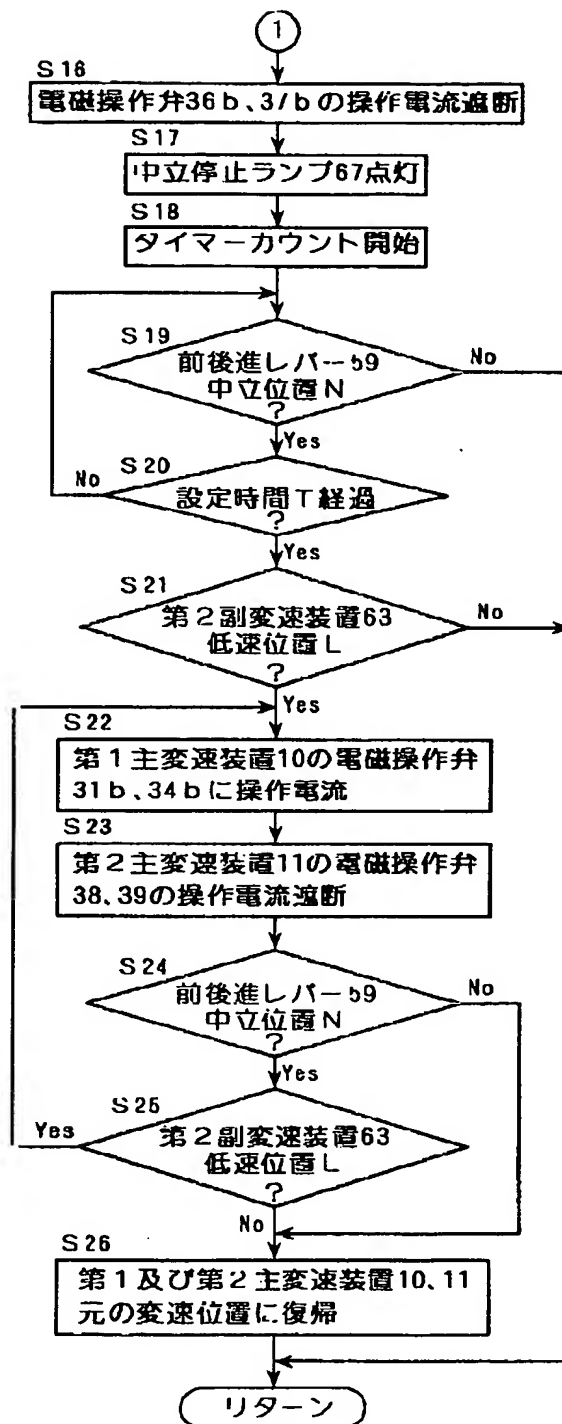 1
S16
電磁操作弁36b、37bの操作電流遮断
S17
中立停止ランプ67点灯
S18
タイマーカウント開始
S19
前後進レバー59
中立位置N
?
No
Yes
S20
No
設定時間T経過
?
Yes
S21
第2副変速装置63
低速位置L
?
No
Yes
S22
第1主変速装置10の電磁操作弁
31b、34bに操作電流
S23
第2主変速装置11の電磁操作弁
38、39の操作電流遮断
S24
前後進レバー59
中立位置N
?
No
Yes
S25
Yes
第2副変速装置63
低速位置L
?
No
S26
第1及び第2主変速装置10、11
元の変速位置に復帰
リターン